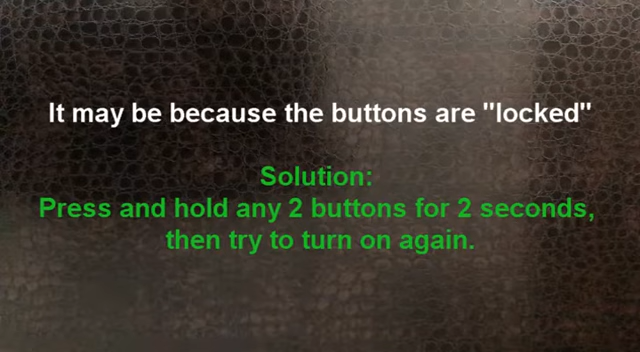 It may be because the buttons are "locked"
Solution:
Press and hold any 2 buttons for 2 seconds,
then try to turn on again.